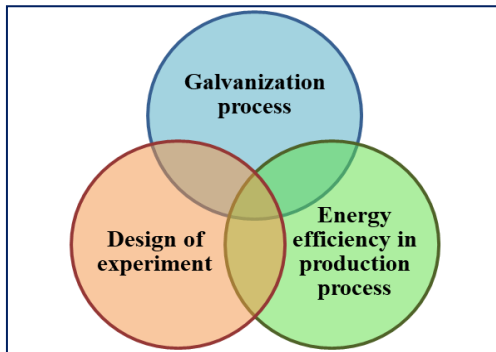 Galvanization
process
Design of
experiment
Energy
efficiency in
production
process